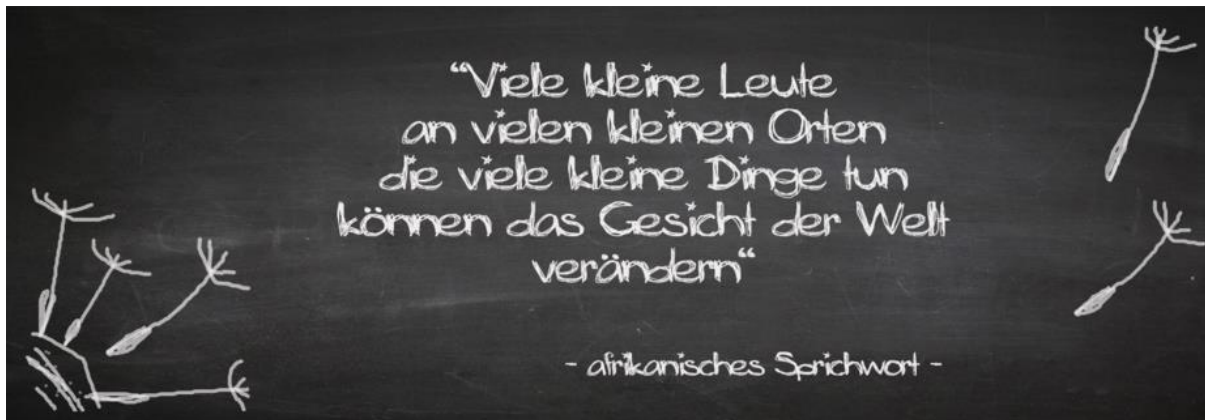 “Viele kleine Leute
an vielen kleinen Orten
die viele kleine Dinge tun
können das Gesicht der Welt
verändern“
- afrikanisches Sprichwort -